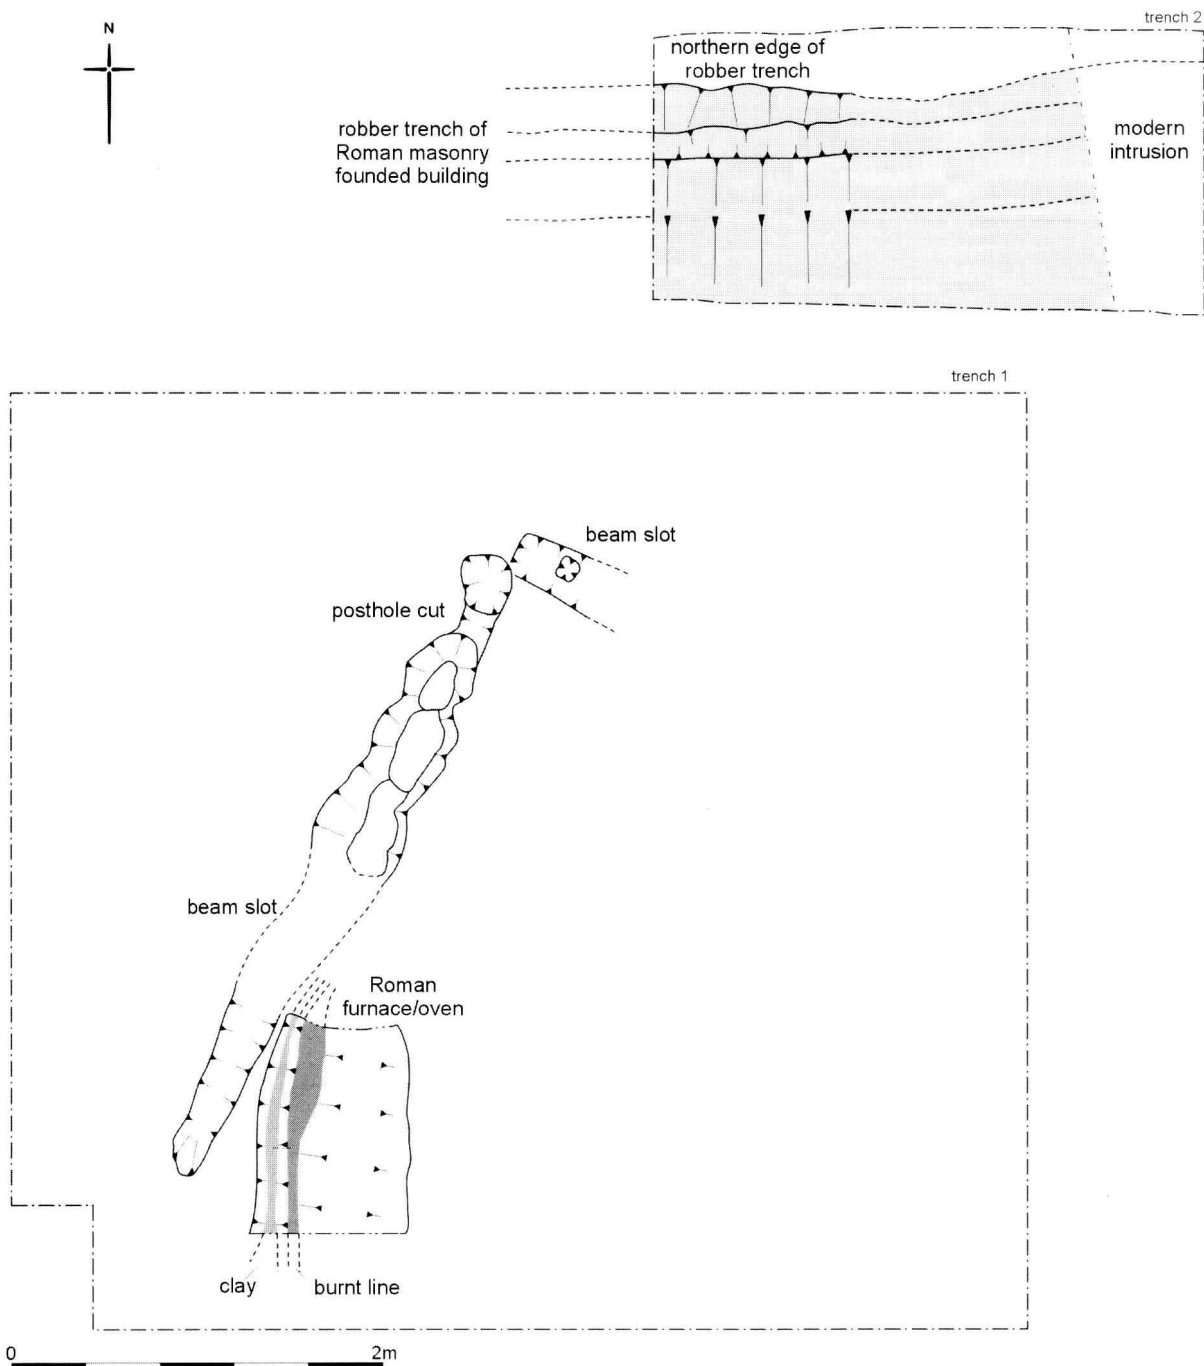 trench 2
N
northern edge of
robber trench
robber trench of
Roman masonry
founded building
modern
intrusion
trench 1
beam slot
posthole cut
beam slot
Roman
furnace/oven
clay
burnt line
0
2m